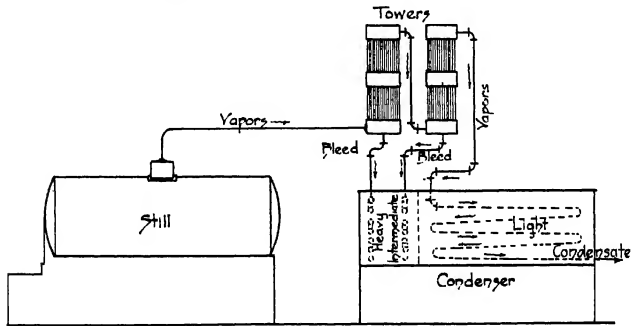 Towers
Vapors
Vapors
Bleed
Bleed
Still
Heavy
Intermediate
Light
Condensate
Condenser